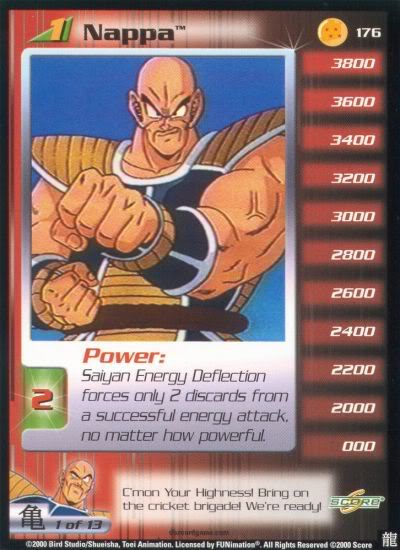 1 Nappa™ 176
3800
3600
3400
3200
3000
2800
2600
2400
2200
2000
000
Power:
2
Saiyan Energy Deflection
forces only 2 discards from
a successful energy attack,
no matter how powerful.
C'mon Your Highness! Bring on
the cricket brigade! We're ready!
SCORE
亀 1 of 13
dbzcardgame.com
©2000 Bird Studio/Shueisha, Toei Animation. Licensed by FUNimation®. All Rights Reserved ©2000 Score
龍